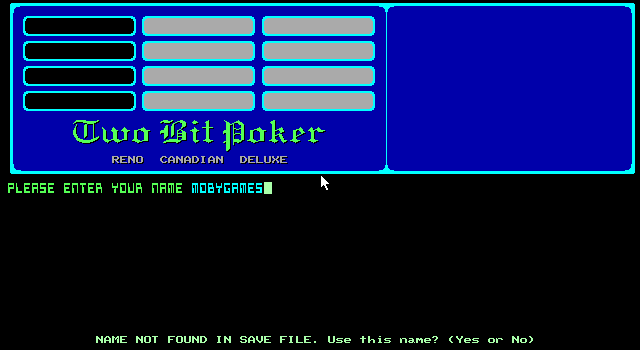 Two Bit Poker
RENO CANADIAN DELUXE
PLEASE ENTER YOUR NAME MOBYGAMES
NAME NOT FOUND IN SAVE FILE. Use this name? (Yes or No)